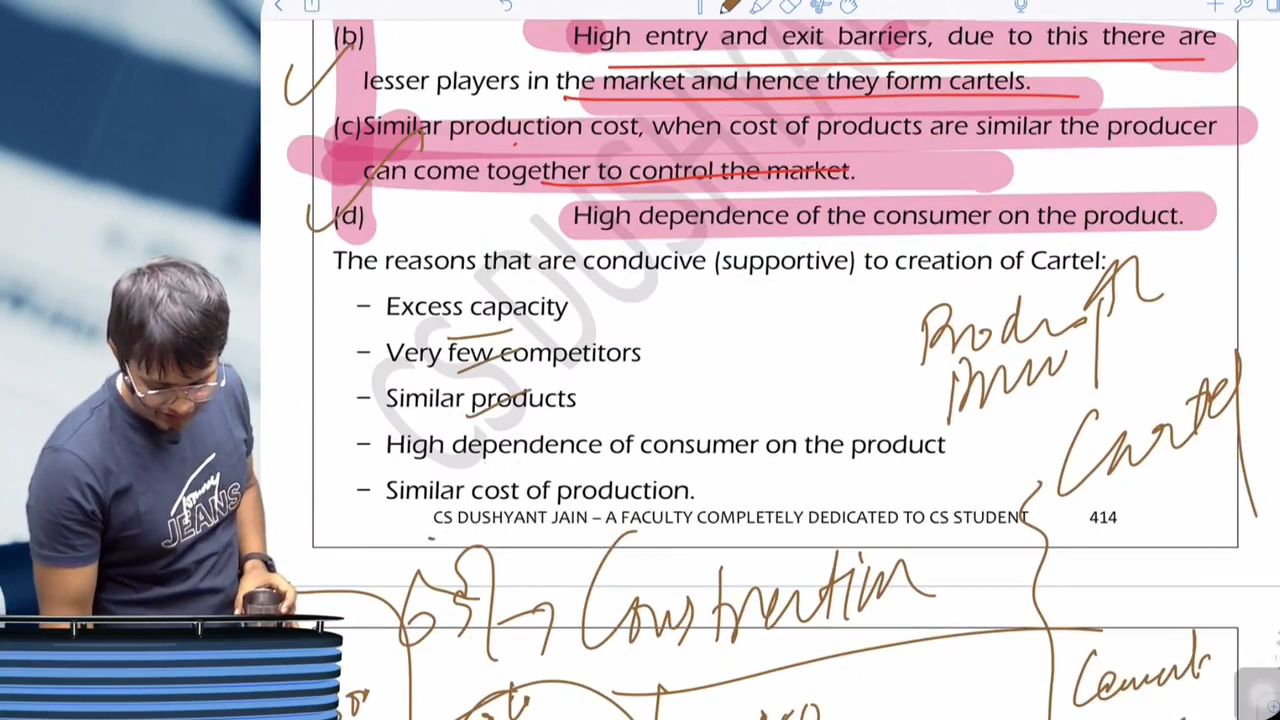 (b) High entry and exit barriers, due to this there are
lesser players in the market and hence they form cartels.
(c)Similar production cost, when cost of products are similar the producer
can come together to control the market.
(d) High dependence of the consumer on the product.
The reasons that are conducive (supportive) to creation of Cartel:
– Excess capacity
– Very few competitors
– Similar products
– High dependence of consumer on the product
– Similar cost of production.
CS DUSHYANT JAIN – A FACULTY COMPLETELY DEDICATED TO CS STUDENT 414
Cartel
Construction
CS DUSHYAN
JEANS